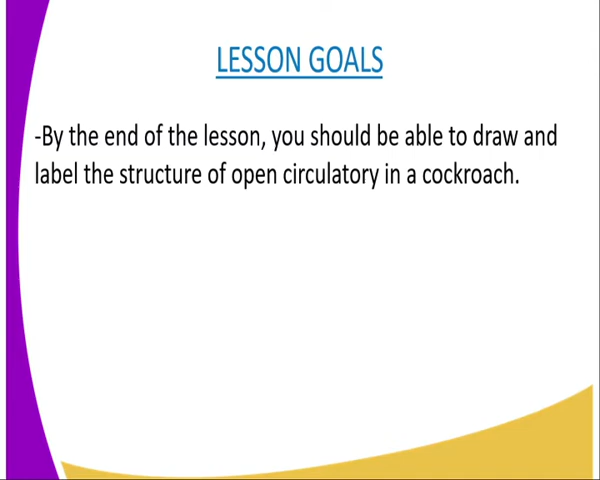 LESSON GOALS
-By the end of the lesson, you should be able to draw and
label the structure of open circulatory in a cockroach.